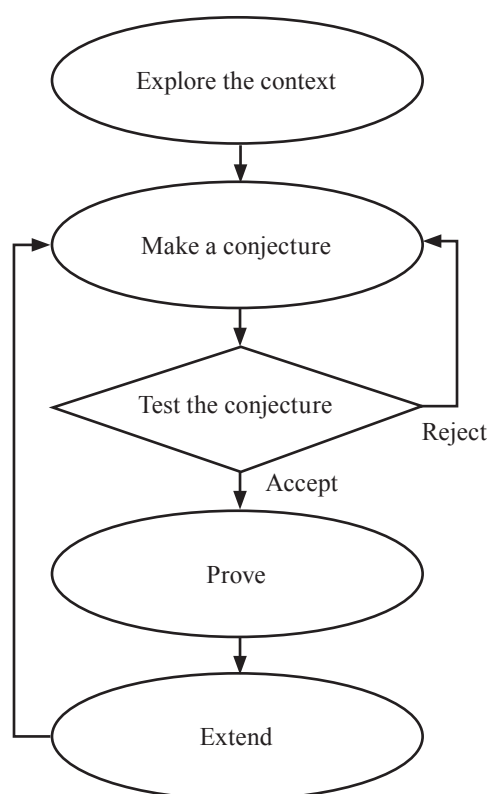 Explore the context
Make a conjecture
Test the conjecture
Reject
Accept
Prove
Extend